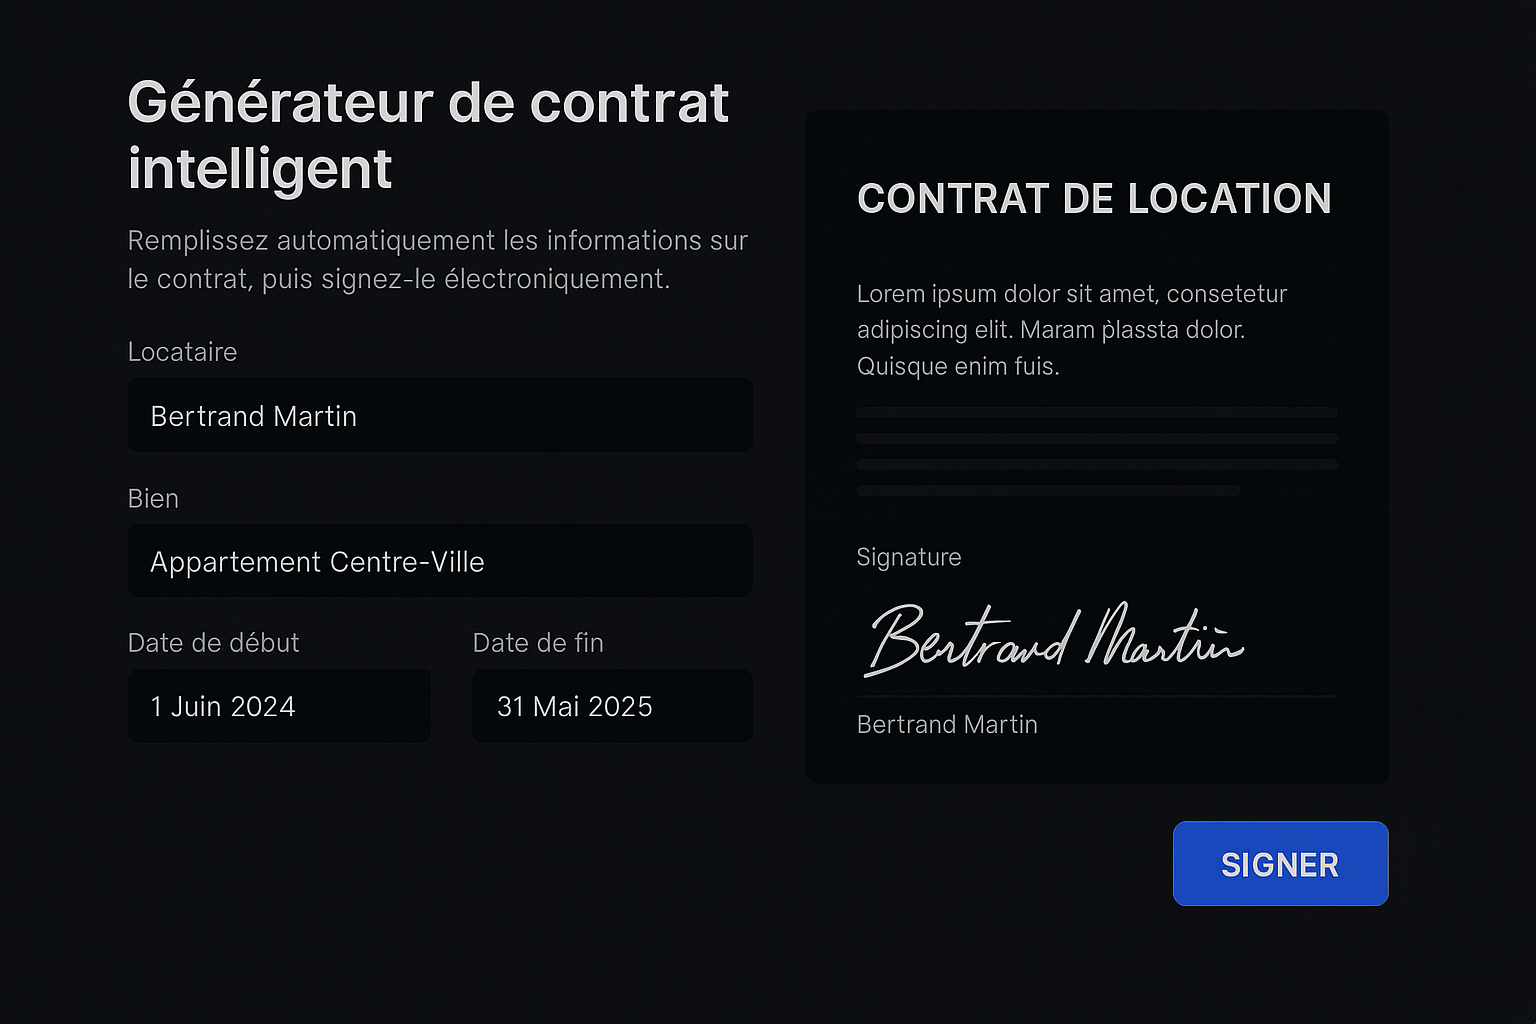 Générateur de contrat
intelligent
Remplissez automatiquement les informations sur
le contrat, puis signez-le électroniquement.
Locataire
Bertrand Martin
Bien
Appartement Centre-Ville
Date de début
Date de fin
1 Juin 2024
31 Mai 2025
CONTRAT DE LOCATION
Lorem ipsum dolor sit amet, consetetur
adipiscing elit. Maram p̀lassta dolor.
Quisque enim fuis.
Signature
Bertrand Martin
Bertrand Martin
SIGNER